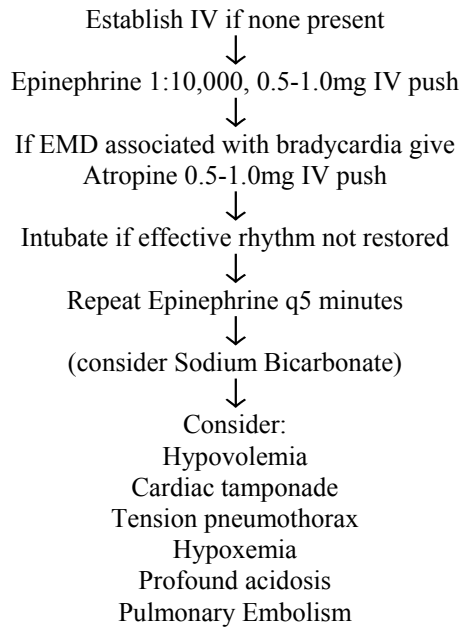 Establish IV if none present
Epinephrine 1:10,000, 0.5-1.0mg IV push
If EMD associated with bradycardia give
Atropine 0.5-1.0mg IV push
Intubate if effective rhythm not restored
Repeat Epinephrine q5 minutes
(consider Sodium Bicarbonate)
Consider:
Hypovolemia
Cardiac tamponade
Tension pneumothorax
Hypoxemia
Profound acidosis
Pulmonary Embolism